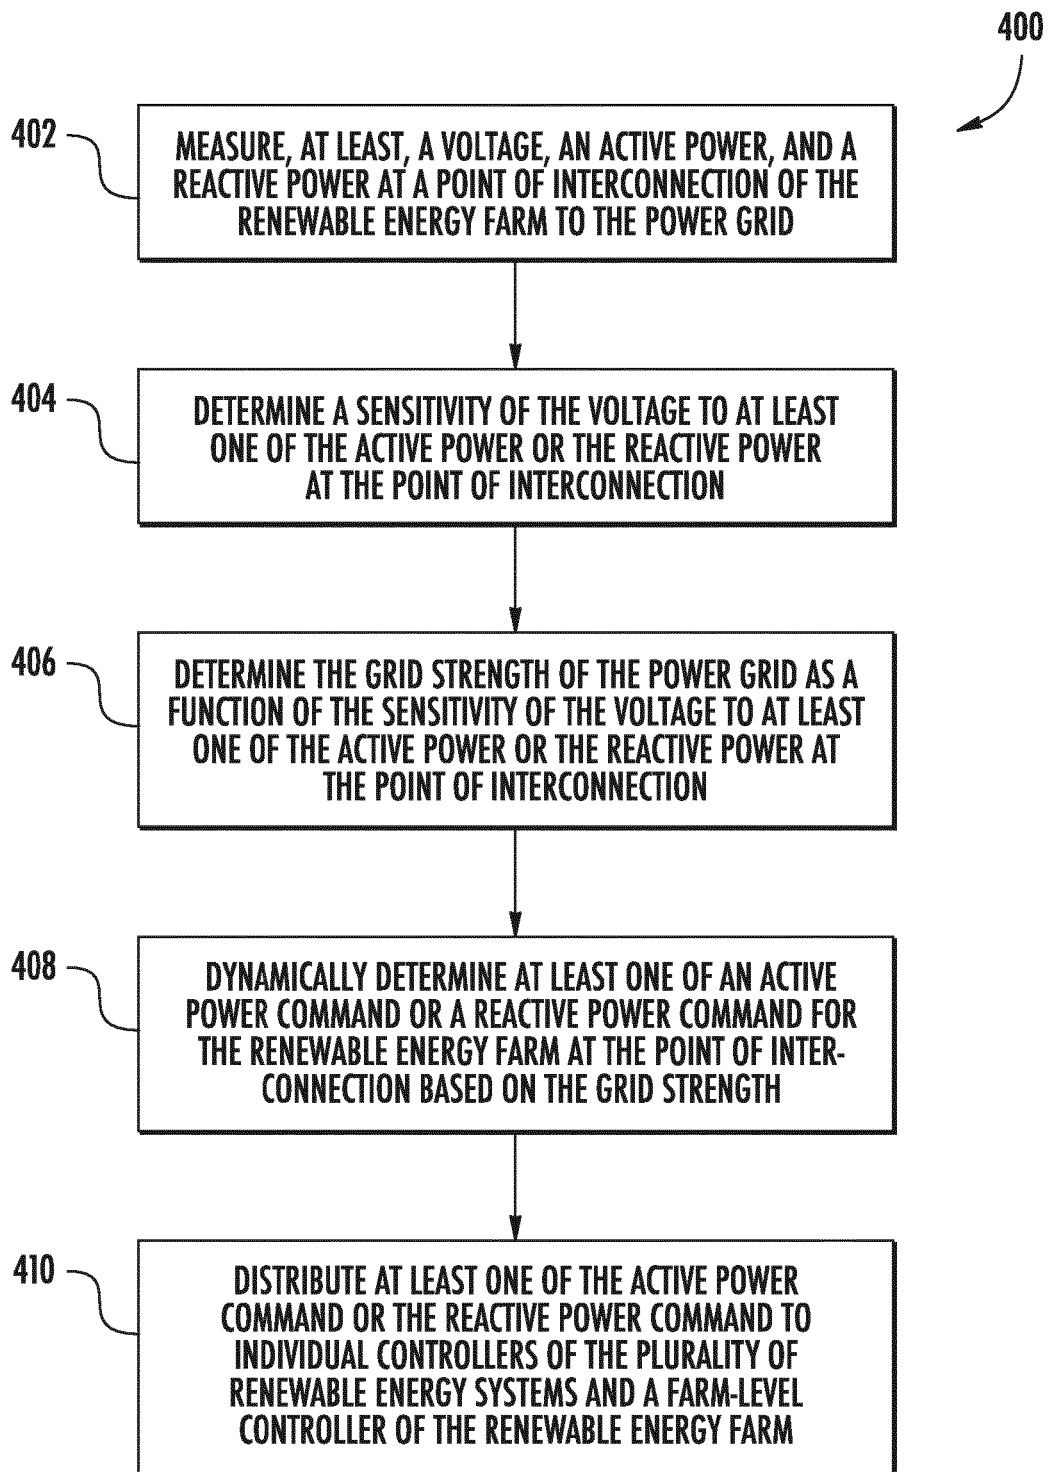 400
402
MEASURE, AT LEAST, A VOLTAGE, AN ACTIVE POWER, AND A
REACTIVE POWER AT A POINT OF INTERCONNECTION OF THE
RENEWABLE ENERGY FARM TO THE POWER GRID
404
DETERMINE A SENSITIVITY OF THE VOLTAGE TO AT LEAST
ONE OF THE ACTIVE POWER OR THE REACTIVE POWER
AT THE POINT OF INTERCONNECTION
406
DETERMINE THE GRID STRENGTH OF THE POWER GRID AS A
FUNCTION OF THE SENSITIVITY OF THE VOLTAGE TO AT LEAST
ONE OF THE ACTIVE POWER OR THE REACTIVE POWER AT
THE POINT OF INTERCONNECTION
408
DYNAMICALLY DETERMINE AT LEAST ONE OF AN ACTIVE
POWER COMMAND OR A REACTIVE POWER COMMAND FOR
THE RENEWABLE ENERGY FARM AT THE POINT OF INTER-
CONNECTION BASED ON THE GRID STRENGTH
410
DISTRIBUTE AT LEAST ONE OF THE ACTIVE POWER
COMMAND OR THE REACTIVE POWER COMMAND TO
INDIVIDUAL CONTROLLERS OF THE PLURALITY OF
RENEWABLE ENERGY SYSTEMS AND A FARM-LEVEL
CONTROLLER OF THE RENEWABLE ENERGY FARM